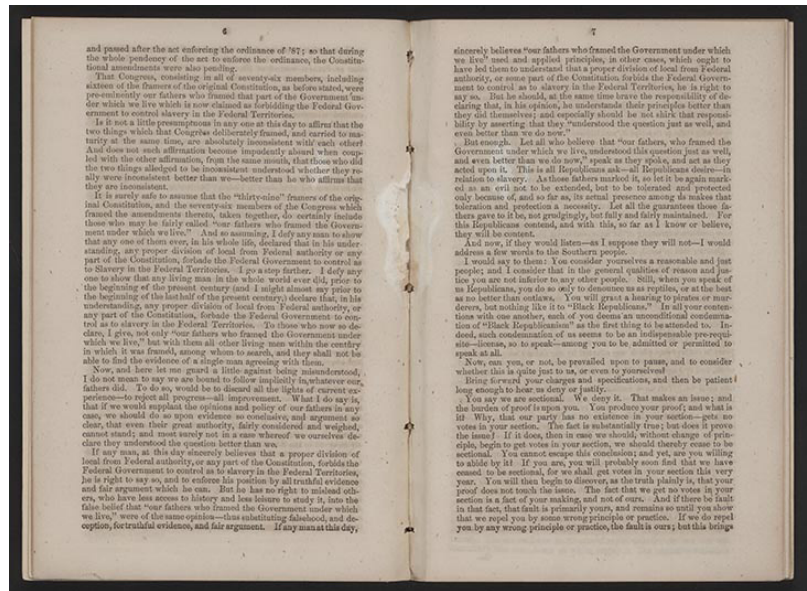 6
and passed after the act enforcing the ordinance of '87; so that during
the whole pendency of the act to enforce the ordinance, the Constitu-
tional amendments were also pending.
That Congress, consisting in all of seventy-six members, including
sixteen of the framers of the original Constitution, as before stated, were
pre-eminently our fathers who framed that part of the Government un-
der which we live which is now claimed as forbidding the Federal Gov-
ernment to control slavery in the Federal Territories.
Is it not a little presumptuous in any one at this day to affirm that the
two things which that Congress deliberately framed, and carried to ma-
turity at the same time, are absolutely inconsistent with each other?
And does not such affirmation become impudently absurd when coup-
led with the other affirmation, from the same mouth, that those who did
the two things alledged to be inconsistent understood whether they re-
ally were inconsistent better than we—better than he who affirms that
they are inconsistent.
It is surely safe to assume that the "thirty-nine" framers of the orig-
inal Constitution, and the seventy-six members of the Congress which
framed the amendments thereto, taken together, do certainly include
those who may be fairly called "our fathers who framed the Govern-
ment under which we live." And so assuming, I defy any man to show
that any one of them ever, in his whole life, declared that in his under-
standing, any proper division of local from Federal authority or any
part of the Constitution, forbade the Federal Government to control as
to Slavery in the Federal Territories. I go a step farther. I defy any
one to show that any living man in the whole world ever did, prior to
the beginning of the present century (and I might almost say prior to
the beginning of the last half of the present century,) declare that, in his
understanding, any proper division of local from Federal authority, or
any part of the Constitution, forbade the Federal Government to con-
trol as to slavery in the Federal Territories. To those who now so de-
clare, I give, not only "our fathers who framed the Government under
which we live," but with them all other living men within the century
in which it was framed, among whom to search, and they shall not be
able to find the evidence of a single man agreeing with them.
Now, and here let me guard a little against being misunderstood,
I do not mean to say we are bound to follow implicitly in whatever our
fathers did. To do so, would be to discard all the lights of current ex-
perience—to reject all progress—all improvement. What I do say is,
that if we would supplant the opinions and policy of our fathers in any
case, we should do so upon evidence so conclusive, and argument so
clear, that even their great authority, fairly considered and weighed,
cannot stand; and most surely not in a case whereof we ourselves de-
clare they understood the question better than we.
If any man, at this day sincerely believes that a proper division of
local from Federal authority, or any part of the Constitution, forbids the
Federal Government to control as to slavery in the Federal Territories,
he is right to say so, and to enforce his position by all truthful evidence
and fair argument which he can. But he has no right to mislead oth-
ers, who have less access to history and less leisure to study it, into the
false belief that "our fathers who framed the Government under which
we live," were of the same opinion—thus substituting falsehood, and de-
ception, for truthful evidence, and fair argument. If any man at this day,
7
sincerely believes "our fathers who framed the Government under which
we live" used and applied principles, in other cases, which ought to
have led them to understand that a proper division of local from Federal
authority, or some part of the Constitution forbids the Federal Govern-
ment to control as to slavery in the Federal Territories, he is right to
say so. But he should, at the same time brave the responsibility of de-
claring that, in his opinion, he understands their principles better than
they did themselves; and especially should he not shirk that responsi-
bility by asserting that they "understood the question just as well, and
even better than we do now."
But enough. Let all who believe that "our fathers, who framed the
Government under which we live, understood this question just as well,
and even better than we do now," speak as they spoke, and act as they
acted upon it. This is all Republicans ask—all Republicans desire—in
relation to slavery. As those fathers marked it, so let it be again mark-
ed as an evil not to be extended, but to be tolerated and protected
only because of, and so far as, its actual presence among us makes that
toleration and protection a necessity. Let all the guarantees those fa-
thers gave to it be, not grudgingly, but fully and fairly maintained. For
this Republicans contend, and with this, so far as I know or believe,
they will be content.
And now, if they would listen—as I suppose they will not—I would
address a few words to the Southern people.
I would say to them: You consider yourselves a reasonable and just
people; and I consider that in the general qualities of reason and jus-
tice you are not inferior to any other people. Still, when you speak of
us Republicans, you do so only to denounce us as reptiles, or at the best
as no better than outlaws. You will grant a hearing to pirates or mur-
derers, but nothing like it to "Black Republicans." In all your conten-
tions with one another, each of you deems an unconditional condemna-
tion of "Black Republicanism" as the first thing to be attended to. In-
deed, such condemnation of us seems to be an indispensable pre-requi-
site—license, so to speak—among you to be admitted or permitted to
speak at all.
Now, can you, or not, be prevailed upon to pause, and to consider
whether this is quite just to us, or even to yourselves?
Bring forward your charges and specifications, and then be patient
long enough to hear us deny or justify.
You say we are sectional. We deny it. That makes an issue; and
the burden of proof is upon you. You produce your proof; and what is
it? Why, that our party has no existence in your section—gets no
votes in your section. The fact is substantially true; but does it prove
the issue? If it does, then in case we should, without change of prin-
ciple, begin to get votes in your section, we should thereby cease to be
sectional. You cannot escape this conclusion; and yet, are you willing
to abide by it? If you are, you will probably soon find that we have
ceased to be sectional, for we shall get votes in your section this very
year. You will then begin to discover, as the truth plainly is, that your
proof does not touch the issue. The fact that we get no votes in your
section is a fact of your making, and not of ours. And if there be fault
in that fact, that fault is primarily yours, and remains so until you show
that we repel you by some wrong principle or practice. If we do repel
you by any wrong principle or practice, the fault is ours; but this brings